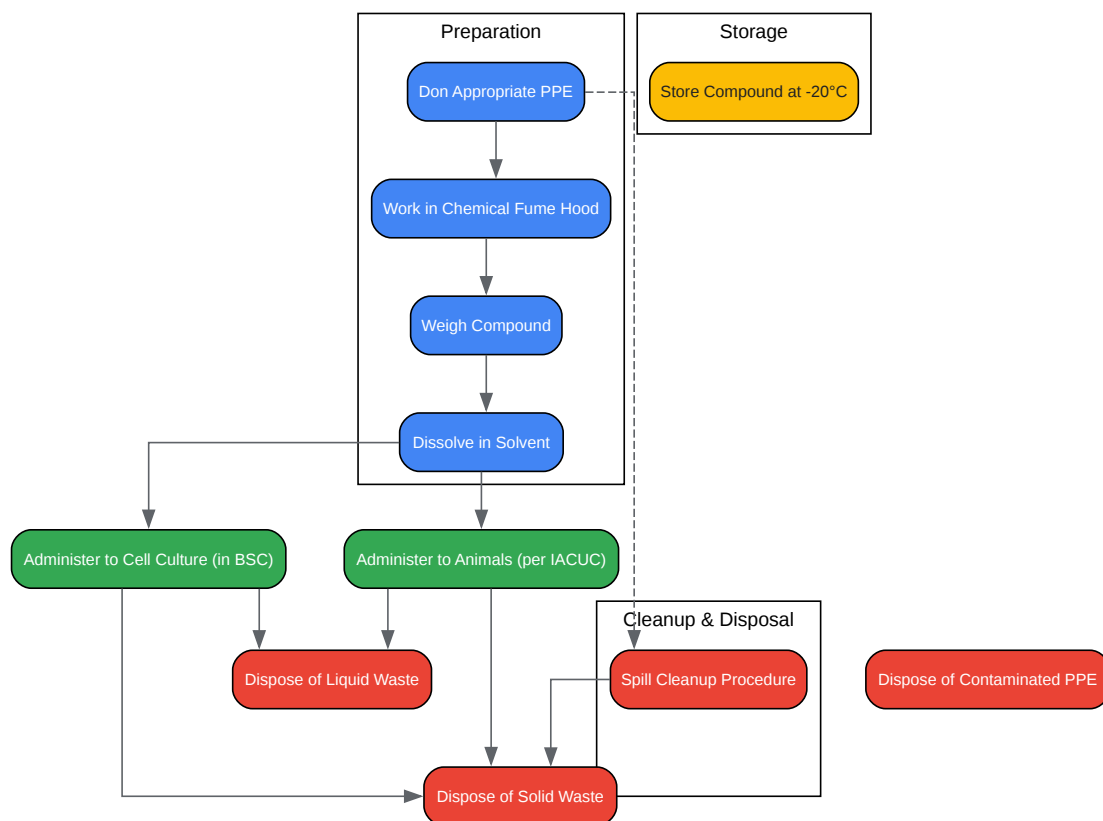 Preparation
Storage
Don Appropriate PPE
Store Compound at -20°C
Work in Chemical Fume Hood
Weigh Compound
Dissolve in Solvent
Administer to Cell Culture (in BSC)
Administer to Animals (per IACUC)
Cleanup & Disposal
Dispose of Liquid Waste
Spill Cleanup Procedure
Dispose of Contaminated PPE
Dispose of Solid Waste